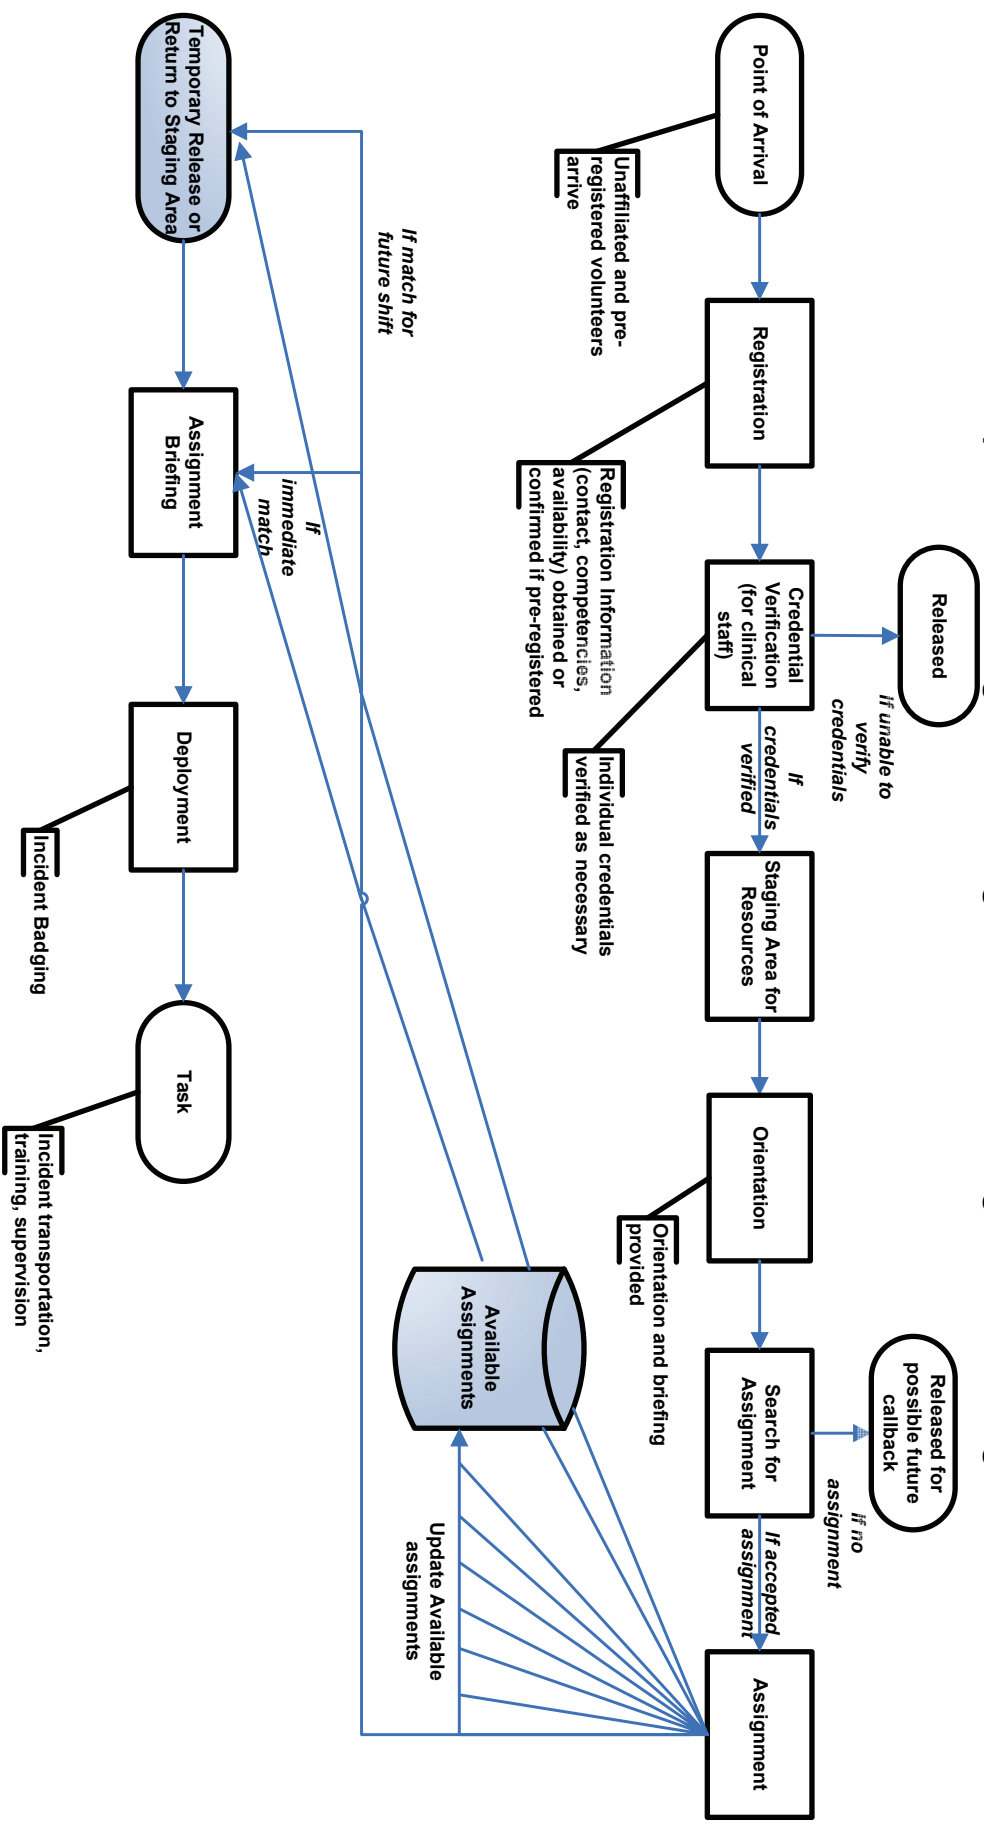 Released
Released for
possible future
callback
If unable to
verify
credentials
If no
assignment
Point of Arrival
Registration
Credential
Verification
(for clinical
staff)
If
credentials
verified
Staging Area for
Resources
Orientation
Search for
Assignment
If accepted
assignment
Assignment
Unaffiliated and pre-
registered volunteers
arrive
Registration Information
(contact, competencies,
availability) obtained or
confirmed if pre-registered
Individual credentials
verified as necessary
Orientation and briefing
provided
Available
Assignments
Update Available
assignments
If match for
future shift
If
immediate
match
Temporary Release or
Return to Staging Area
Assignment
Briefing
Deployment
Task
Incident Badging
Incident transportation,
training, supervision